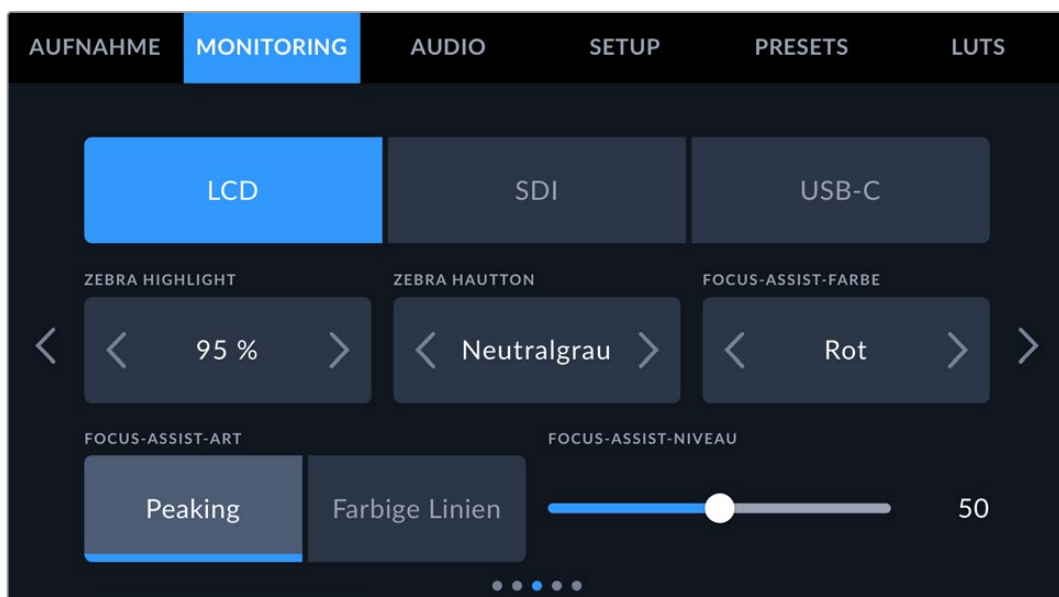 AUFNAHME MONITORING AUDIO SETUP PRESETS LUTS
LCD SDI USB-C
ZEBRA HIGHLIGHT ZEBRA HAUTTON FOCUS-ASSIST-FARBE
95 % Neutralgrau Rot
FOCUS-ASSIST-ART FOCUS-ASSIST-NIVEAU
Peaking Farbige Linien 50